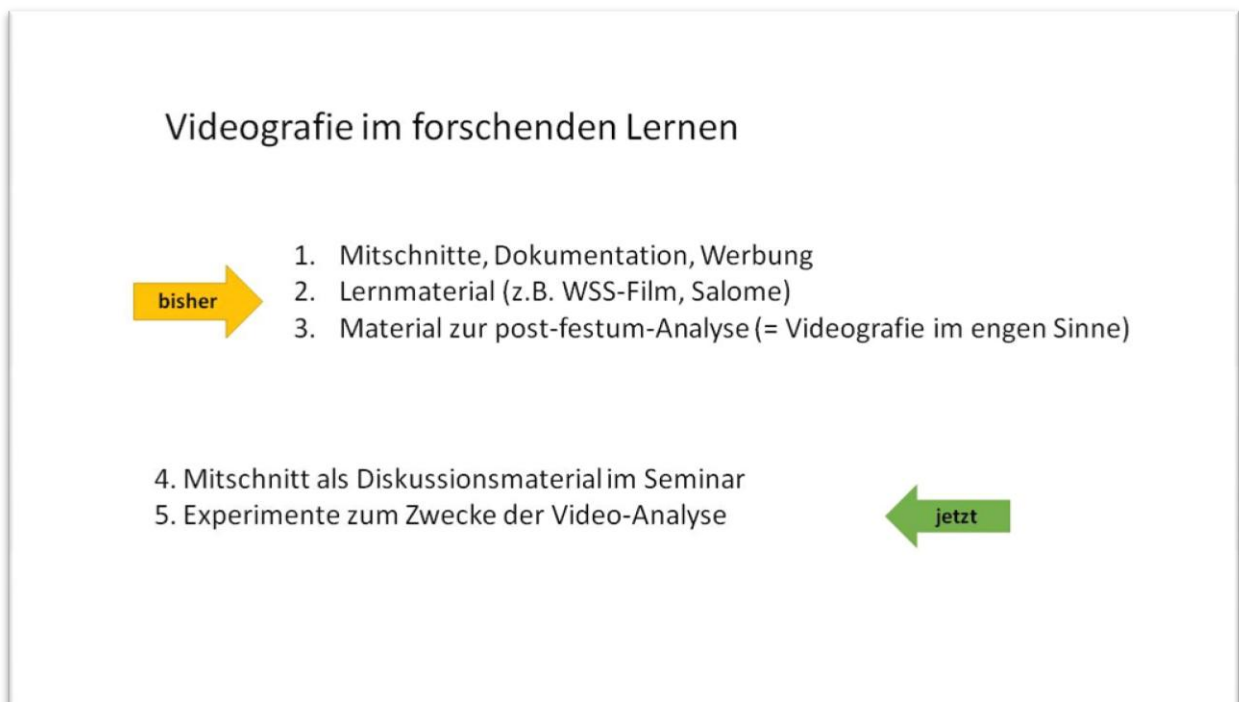 Videografie im forschenden Lernen
1. Mitschnitte, Dokumentation, Werbung
bisher
2. Lernmaterial (z.B. WSS-Film, Salome)
3. Material zur post-festum-Analyse (= Videografie im engen Sinne)
4. Mitschnitt als Diskussionsmaterial im Seminar
5. Experimente zum Zwecke der Video-Analyse
jetzt